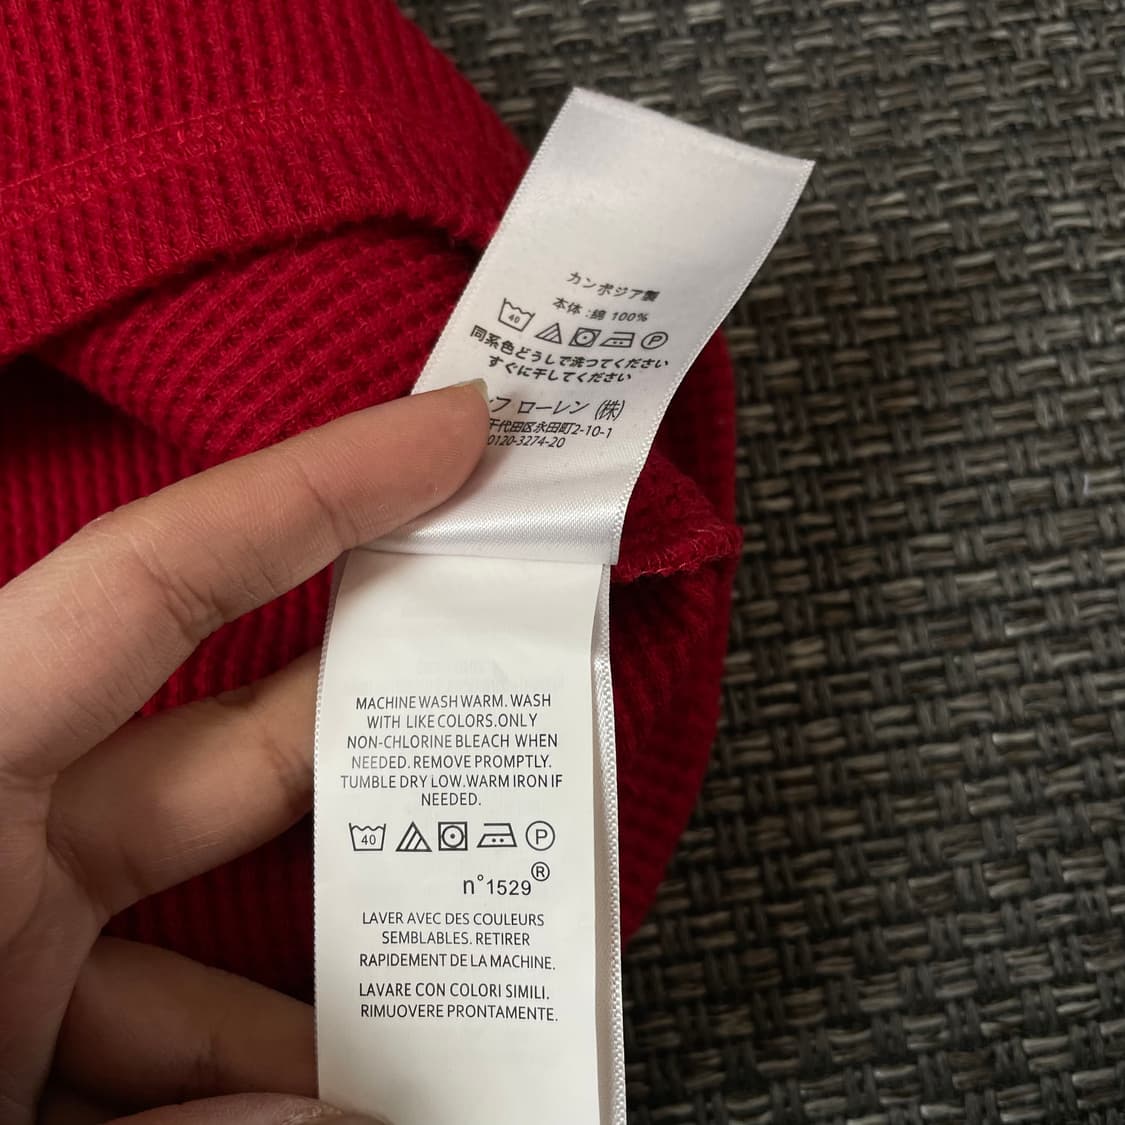 カンボジア製
本体:綿 100%
40 P
同系色どうしで洗つてください
すぐに干してください
フ ローレン (株)
千代田区永田町2-10-1
0120-3274-20
MACHINE WASH WARM. WASH
WITH LIKE COLORS.ONLY
NON-CHLORINE BLEACH WHEN
NEEDED. REMOVE PROMPTLY.
TUMBLE DRY LOW.WARM IRON IF
NEEDED.
40 P
n°1529®
LAVER AVEC DES COULEURS
SEMBLABLES. RETIRER
RAPIDEMENT DE LA MACHINE.
LAVARE CON COLORI SIMILI.
RIMUOVERE PRONTAMENTE.